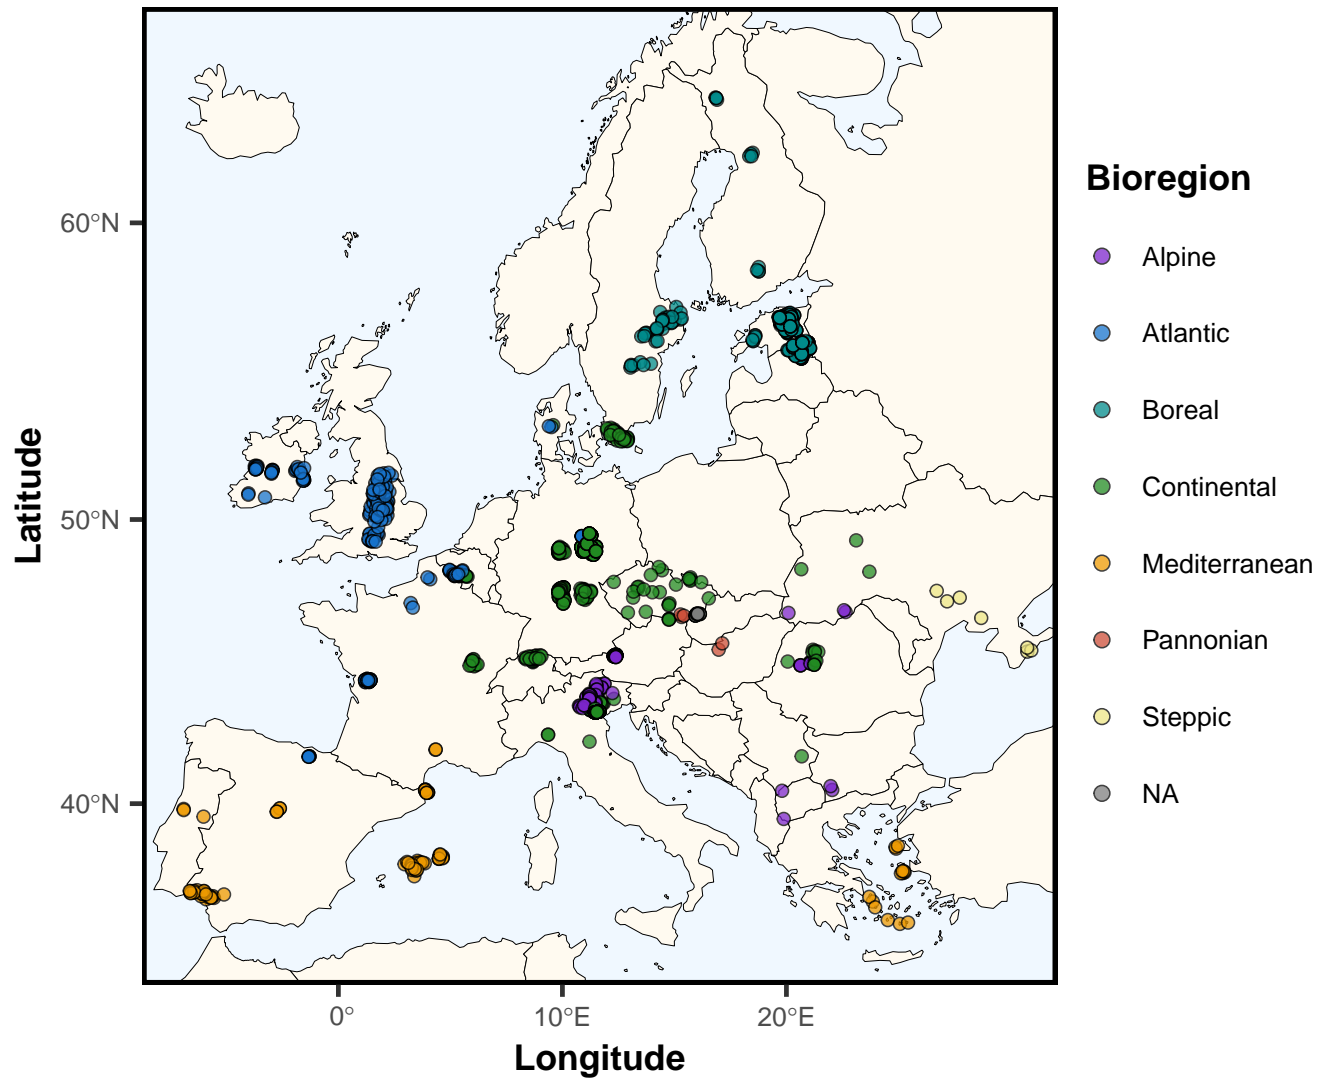 60°N
50°N
40°N
Latitude
0°
10°E
20°E
Longitude
Bioregion
Alpine
Atlantic
Boreal
Continental
Mediterranean
Pannonian
Steppic
NA